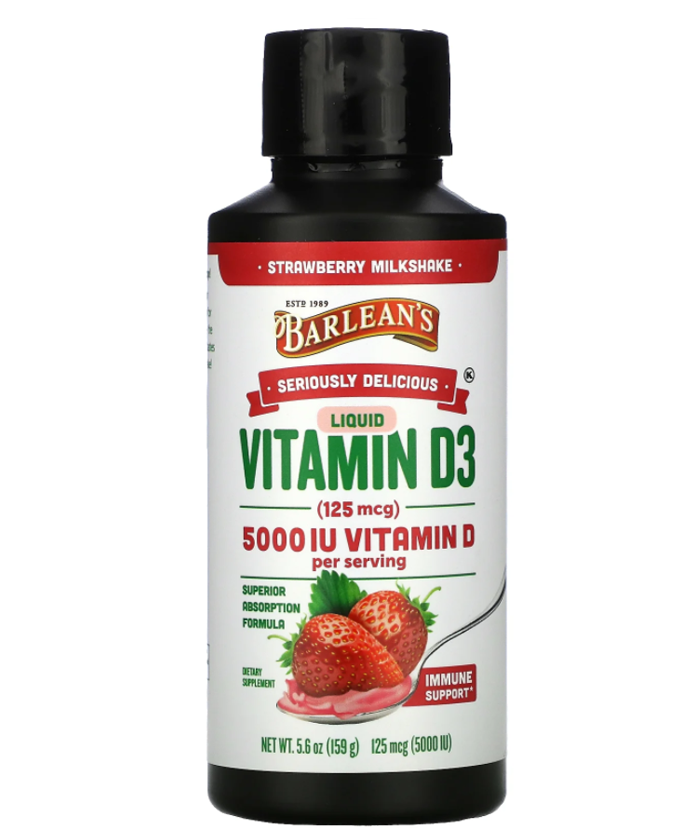 · STRAWBERRY MILKSHAKE ·
ESTD 1989
BARLEAN'S
· SERIOUSLY DELICIOUS ·
K
LIQUID
VITAMIN D3
(125 mcg)
5000 IU VITAMIN D
per serving
SUPERIOR
ABSORPTION
FORMULA
DIETARY
SUPPLEMENT
IMMUNE
SUPPORT*
NET WT. 5.6 oz (159 g) 125 mcg (5000 IU)